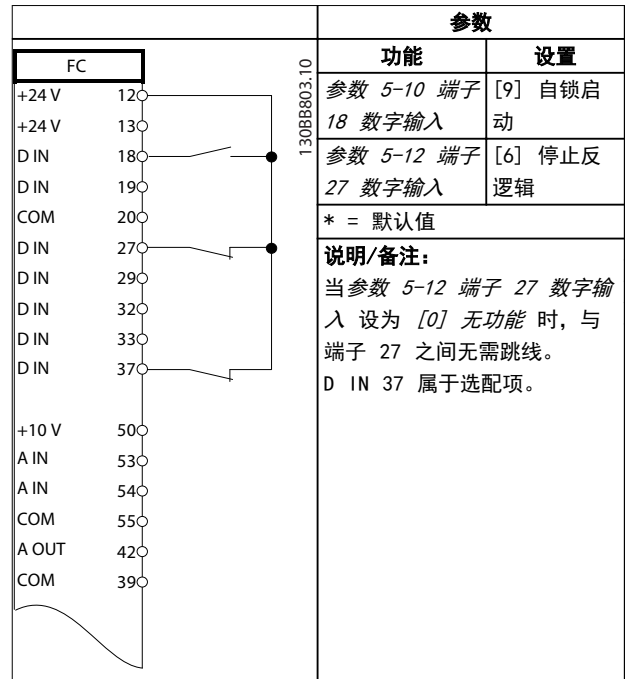 FC
+24 V 12
+24 V 13
D IN 18
D IN 19
COM 20
D IN 27
D IN 29
D IN 32
D IN 33
D IN 37
+10 V 50
A IN 53
A IN 54
COM 55
A OUT 42
COM 39
130BB803.10
参数
功能 设置
参数 5-10 端子 [9] 自锁启
18 数字输入 动
参数 5-12 端子 [6] 停止反
27 数字输入 逻辑
* = 默认值
说明/备注:
当参数 5-12 端子 27 数字输
入 设为 [0] 无功能 时, 与
端子 27 之间无需跳线。
D IN 37 属于选配项。